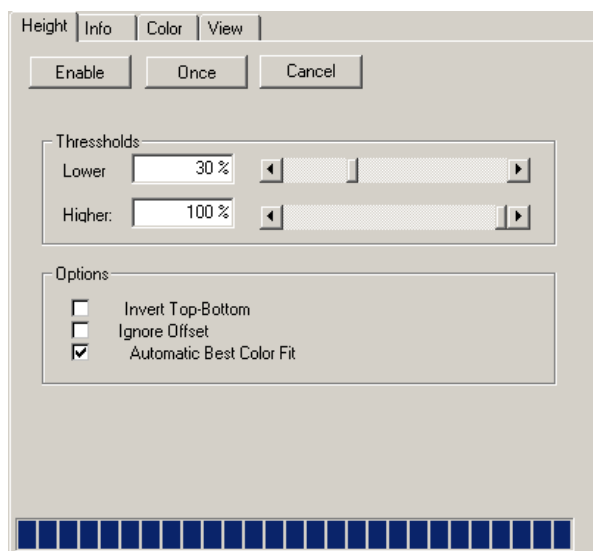 Height Info Color View
Enable Once Cancel
Thressholds
Lower 30 %
Higher: 100 %
Options
Invert Top-Bottom
Ignore Offset
Automatic Best Color Fit